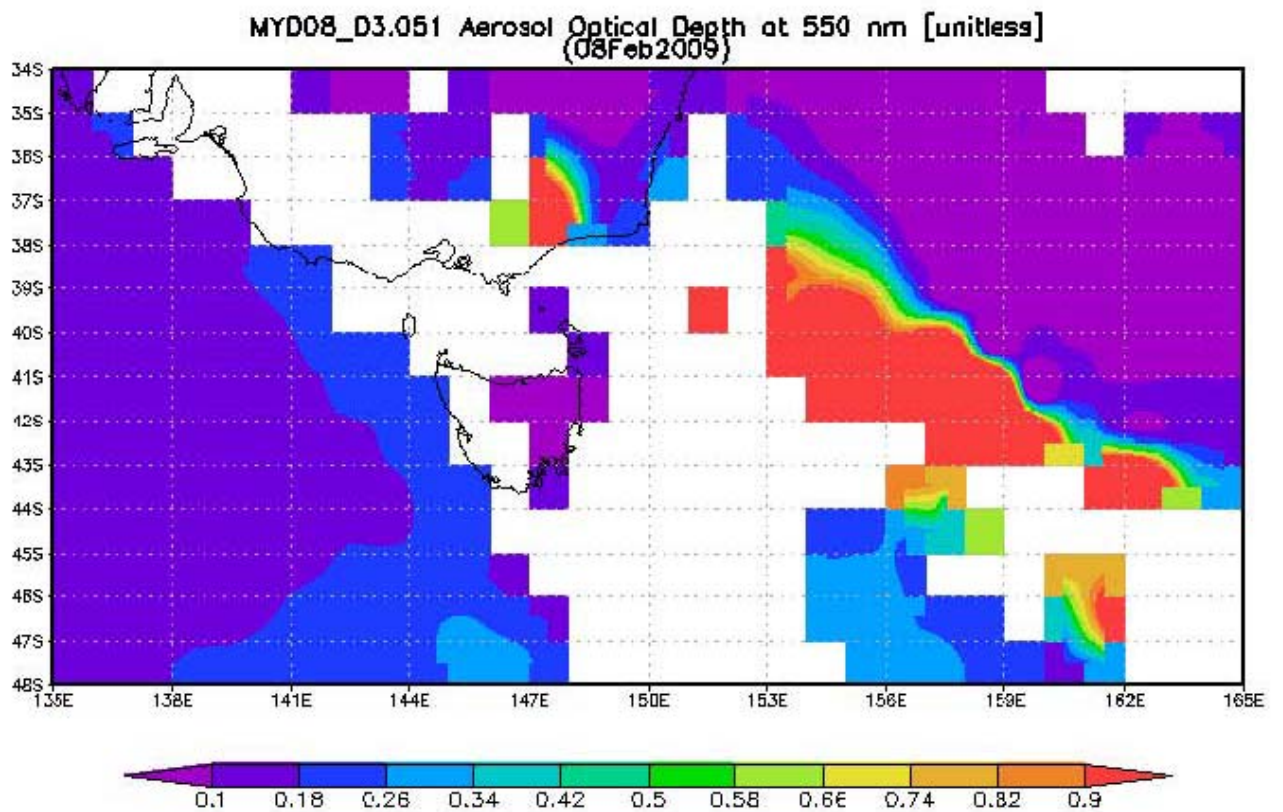 MYD08_D3.051 Aerosol Optical Depth at 550 nm [unitless]
(08Feb2009)
34S
35S
36S
37S
38S
39S
40S
41S
42S
43S
44S
45S
46S
47S
48S
135E 138E 141E 144E 147E 150E 153E 156E 159E 162E 165E
0.1 0.18 0.26 0.34 0.42 0.5 0.58 0.66 0.74 0.82 0.9